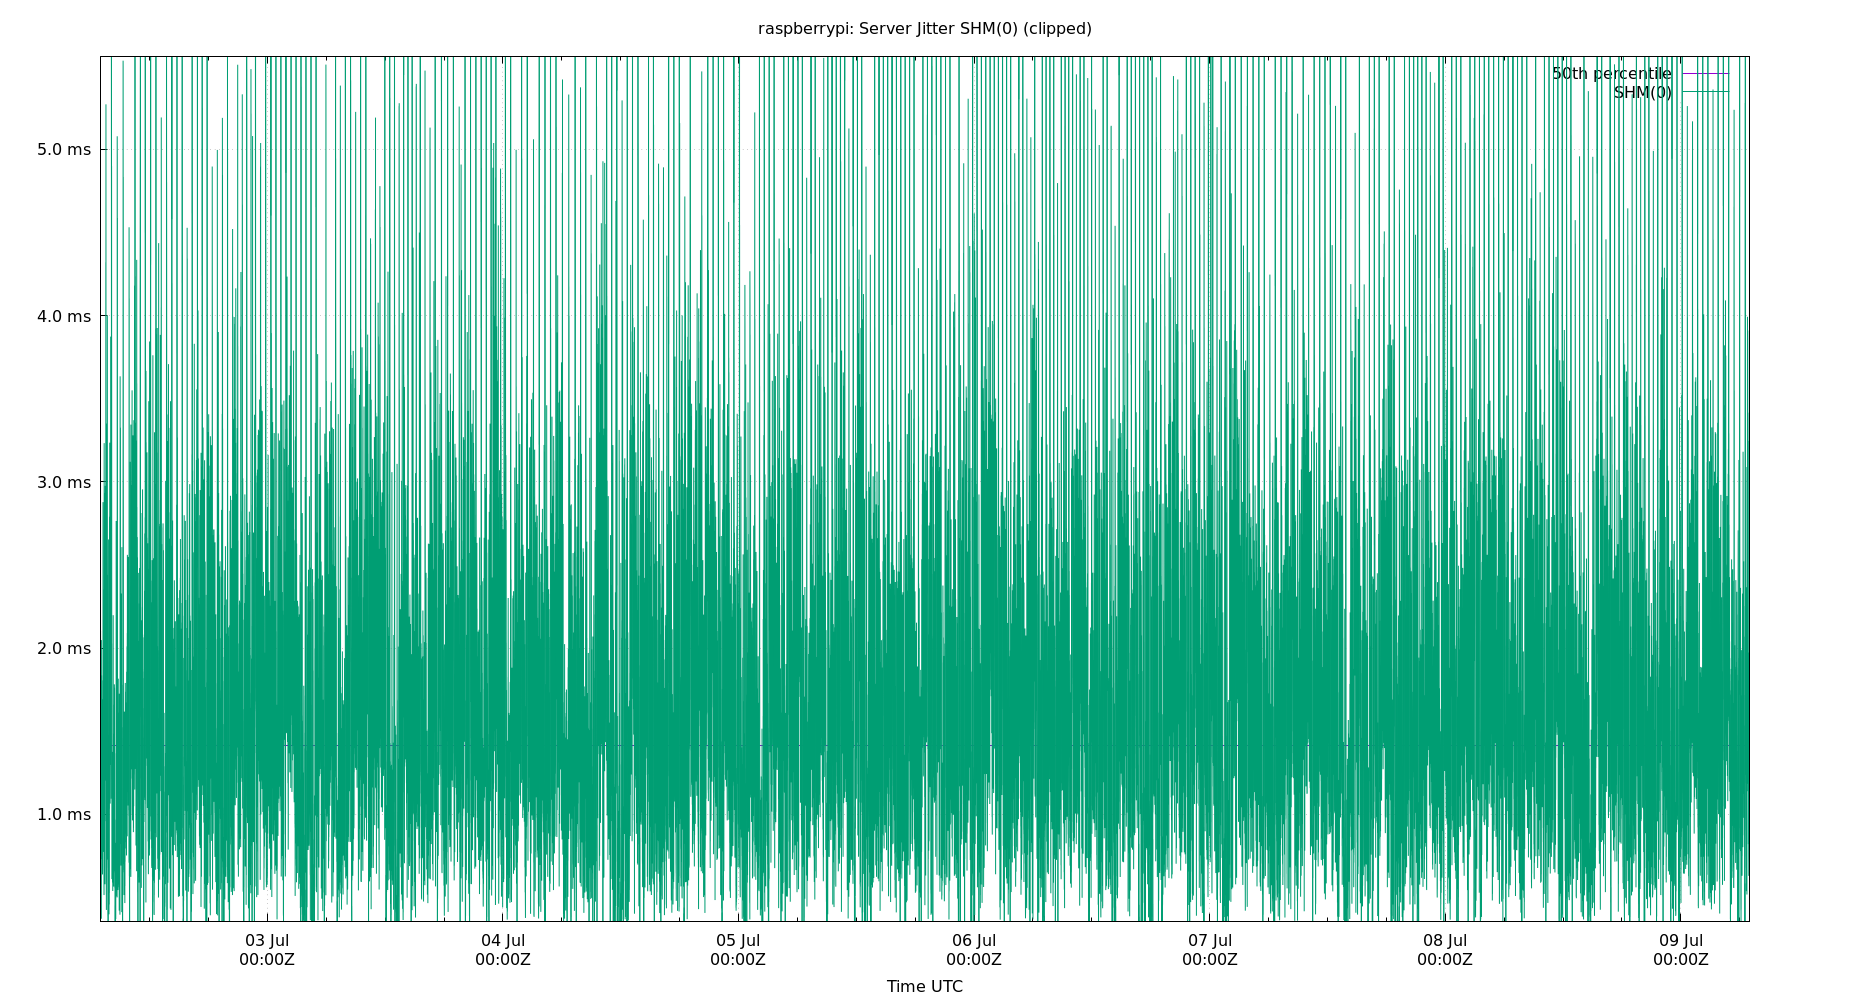 raspberrypi: Server Jitter SHM(0) (clipped)
50th percentile
SHM(0)
5.0 ms
4.0 ms
3.0 ms
2.0 ms
1.0 ms
03 Jul 04 Jul 05 Jul 06 Jul 07 Jul 08 Jul 09 Jul
00:00Z 00:00Z 00:00Z 00:00Z 00:00Z 00:00Z 00:00Z
Time UTC